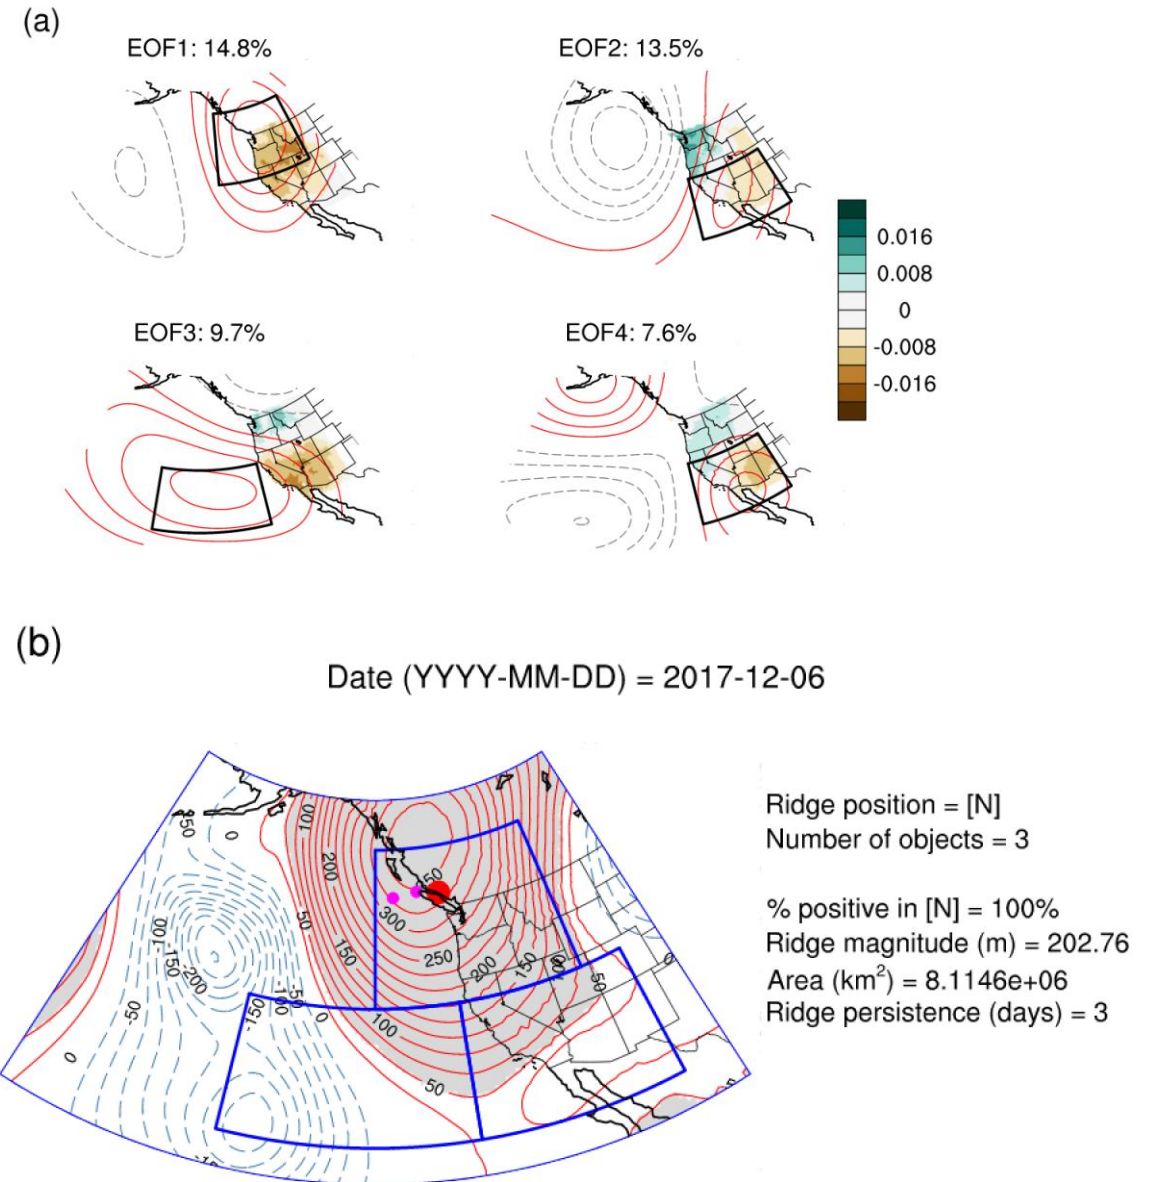 (a)
EOF1: 14.8%
EOF2: 13.5%
0.016
0.008
0
-0.008
-0.016
EOF3: 9.7%
EOF4: 7.6%
(b)
Date (YYYY-MM-DD) = 2017-12-06
Ridge position = [N]
Number of objects = 3
% positive in [N] = 100%
Ridge magnitude (m) = 202.76
Area (km²) = 8.1146e+06
Ridge persistence (days) = 3
100
0
200
50
300
-100
-150
-200
150
250
200
150
50
0
-50
-100
-50
-150
0
100
0
50